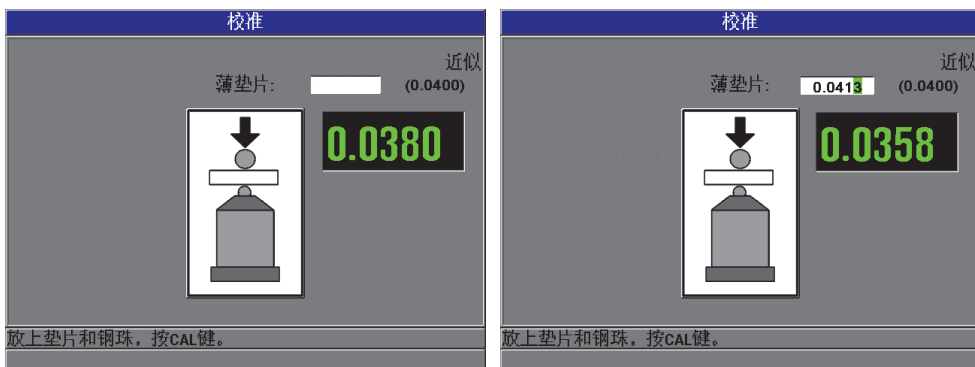 校准
近似
薄垫片:
(0.0400)
0.0380
放上垫片和钢珠，按CAL键。
校准
近似
薄垫片:
0.0413
(0.0400)
0.0358
放上垫片和钢珠，按CAL键。